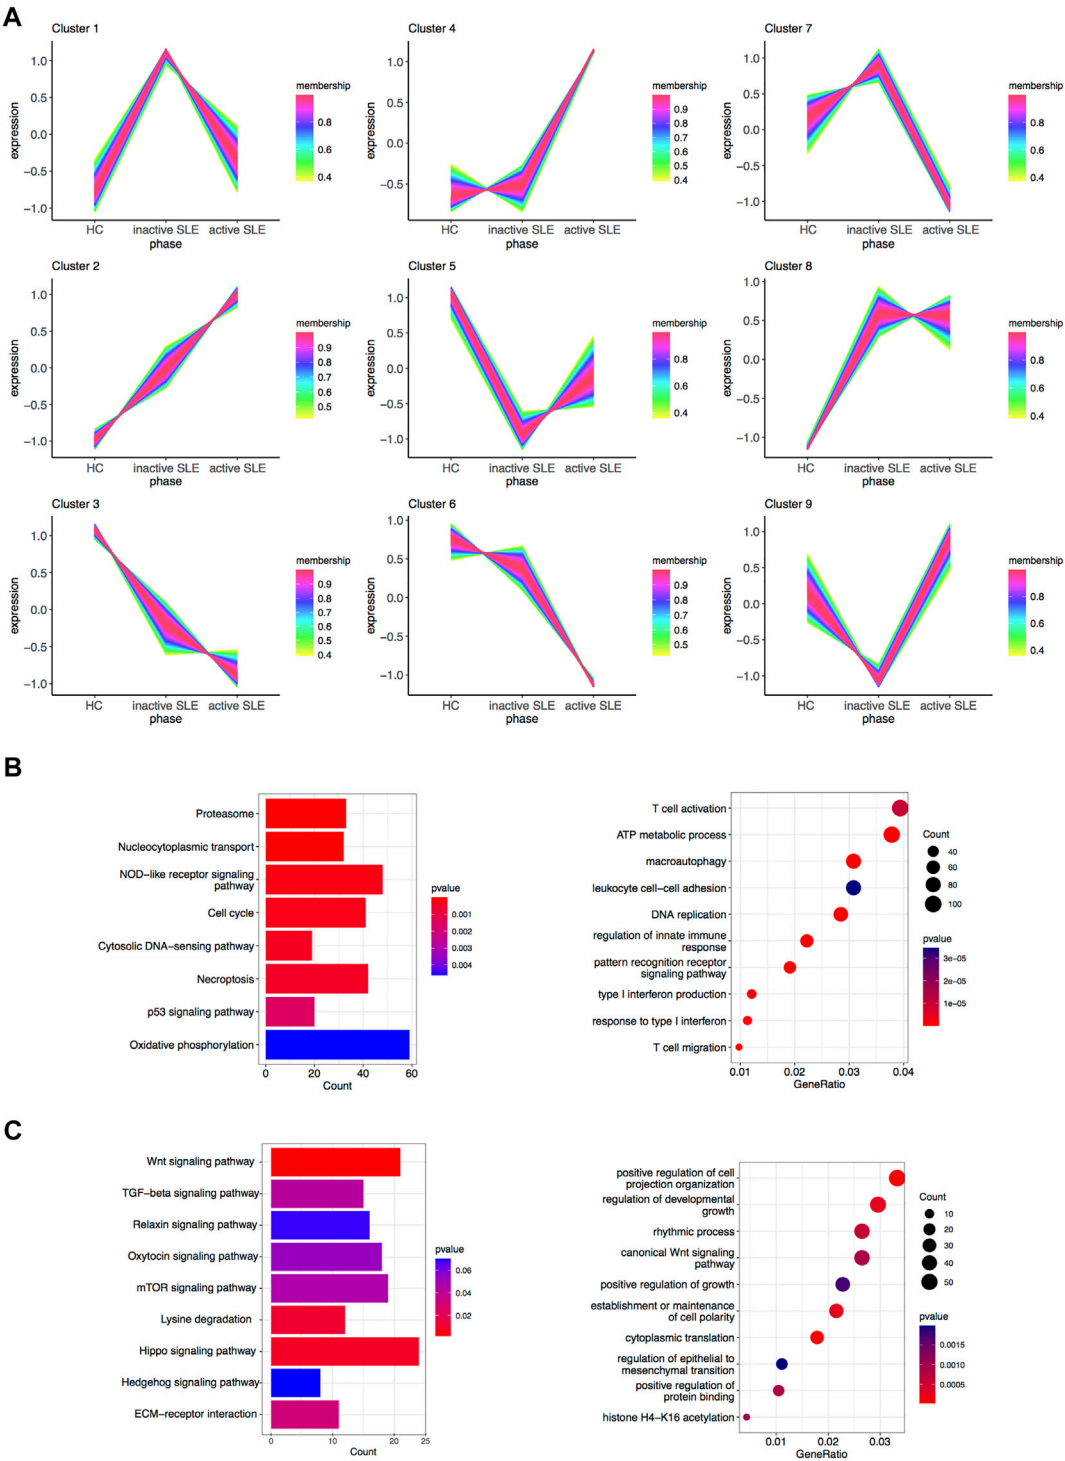 A
Cluster 1
Cluster 4
Cluster 7
expression
1.0
0.5
0.0
−0.5
−1.0
HC
inactive SLE
active SLE
phase
membership
0.8
0.6
0.4
expression
1.0
0.5
0.0
−0.5
HC
inactive SLE
active SLE
phase
membership
0.9
0.8
0.7
0.6
0.5
0.4
expression
1.0
0.5
0.0
−0.5
−1.0
HC
inactive SLE
active SLE
phase
membership
0.8
0.6
0.4
Cluster 2
Cluster 5
Cluster 8
expression
1.0
0.5
0.0
−0.5
−1.0
HC
inactive SLE
active SLE
phase
membership
0.9
0.8
0.7
0.6
0.5
expression
1.0
0.5
0.0
−0.5
−1.0
HC
inactive SLE
active SLE
phase
membership
0.8
0.6
0.4
expression
1.0
0.5
0.0
−0.5
−1.0
HC
inactive SLE
active SLE
phase
membership
0.8
0.6
0.4
Cluster 3
Cluster 6
Cluster 9
expression
1.0
0.5
0.0
−0.5
−1.0
HC
inactive SLE
active SLE
phase
membership
0.9
0.8
0.7
0.6
0.5
0.4
expression
1.0
0.5
0.0
−0.5
−1.0
HC
inactive SLE
active SLE
phase
membership
0.9
0.8
0.7
0.6
0.5
expression
1.0
0.5
0.0
−0.5
−1.0
HC
inactive SLE
active SLE
phase
membership
0.8
0.6
0.4
B
Proteasome
Nucleocytoplasmic transport
NOD−like receptor signaling
pathway
Cell cycle
Cytosolic DNA−sensing pathway
Necroptosis
p53 signaling pathway
Oxidative phosphorylation
0
20
40
60
Count
pvalue
0.001
0.002
0.003
0.004
T cell activation
ATP metabolic process
macroautophagy
leukocyte cell−cell adhesion
DNA replication
regulation of innate immune
response
pattern recognition receptor
signaling pathway
type I interferon production
response to type I interferon
T cell migration
0.01
0.02
0.03
0.04
GeneRatio
Count
40
60
80
100
pvalue
3e−05
2e−05
1e−05
C
Wnt signaling pathway
TGF−beta signaling pathway
Relaxin signaling pathway
Oxytocin signaling pathway
mTOR signaling pathway
Lysine degradation
Hippo signaling pathway
Hedgehog signaling pathway
ECM−receptor interaction
0
10
20
25
Count
pvalue
0.06
0.04
0.02
positive regulation of cell
projection organization
regulation of developmental
growth
rhythmic process
canonical Wnt signaling
pathway
positive regulation of growth
establishment or maintenance
of cell polarity
cytoplasmic translation
regulation of epithelial to
mesenchymal transition
positive regulation of
protein binding
histone H4−K16 acetylation
0.01
0.02
0.03
GeneRatio
Count
10
20
30
40
50
pvalue
0.0015
0.0010
0.0005